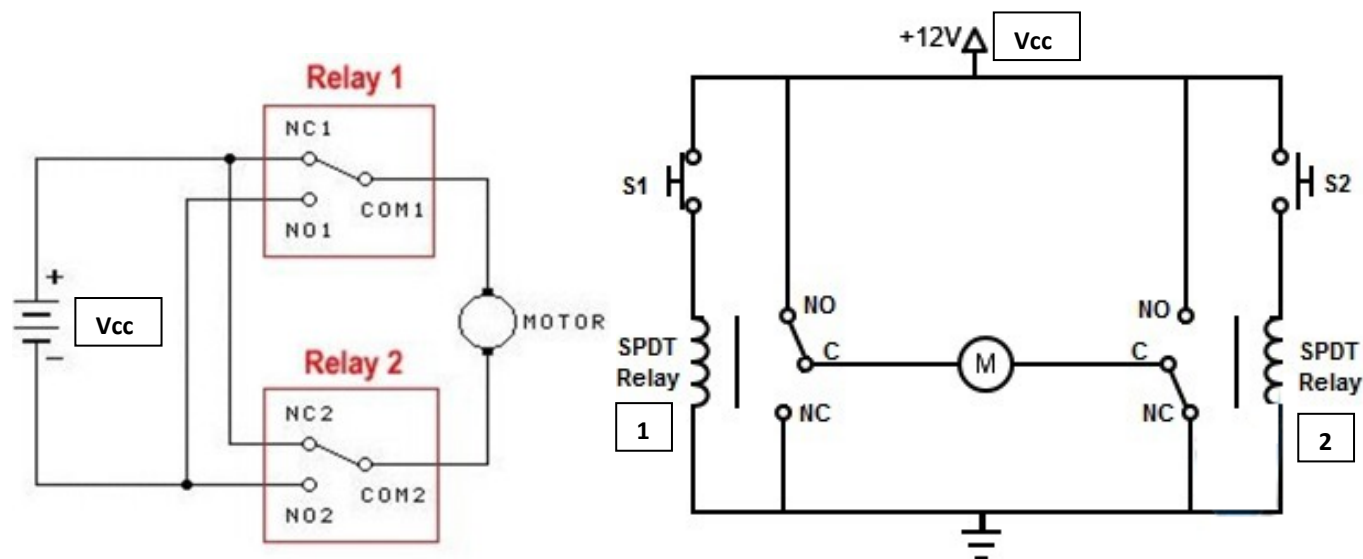 Relay 1
NC1
COM1
NO1
+
Vcc
−
MOTOR
Relay 2
NC2
COM2
NO2
+12V
Vcc
S1
S2
NO
NO
SPDT
Relay
1
C
M
C
SPDT
Relay
2
NC
NC